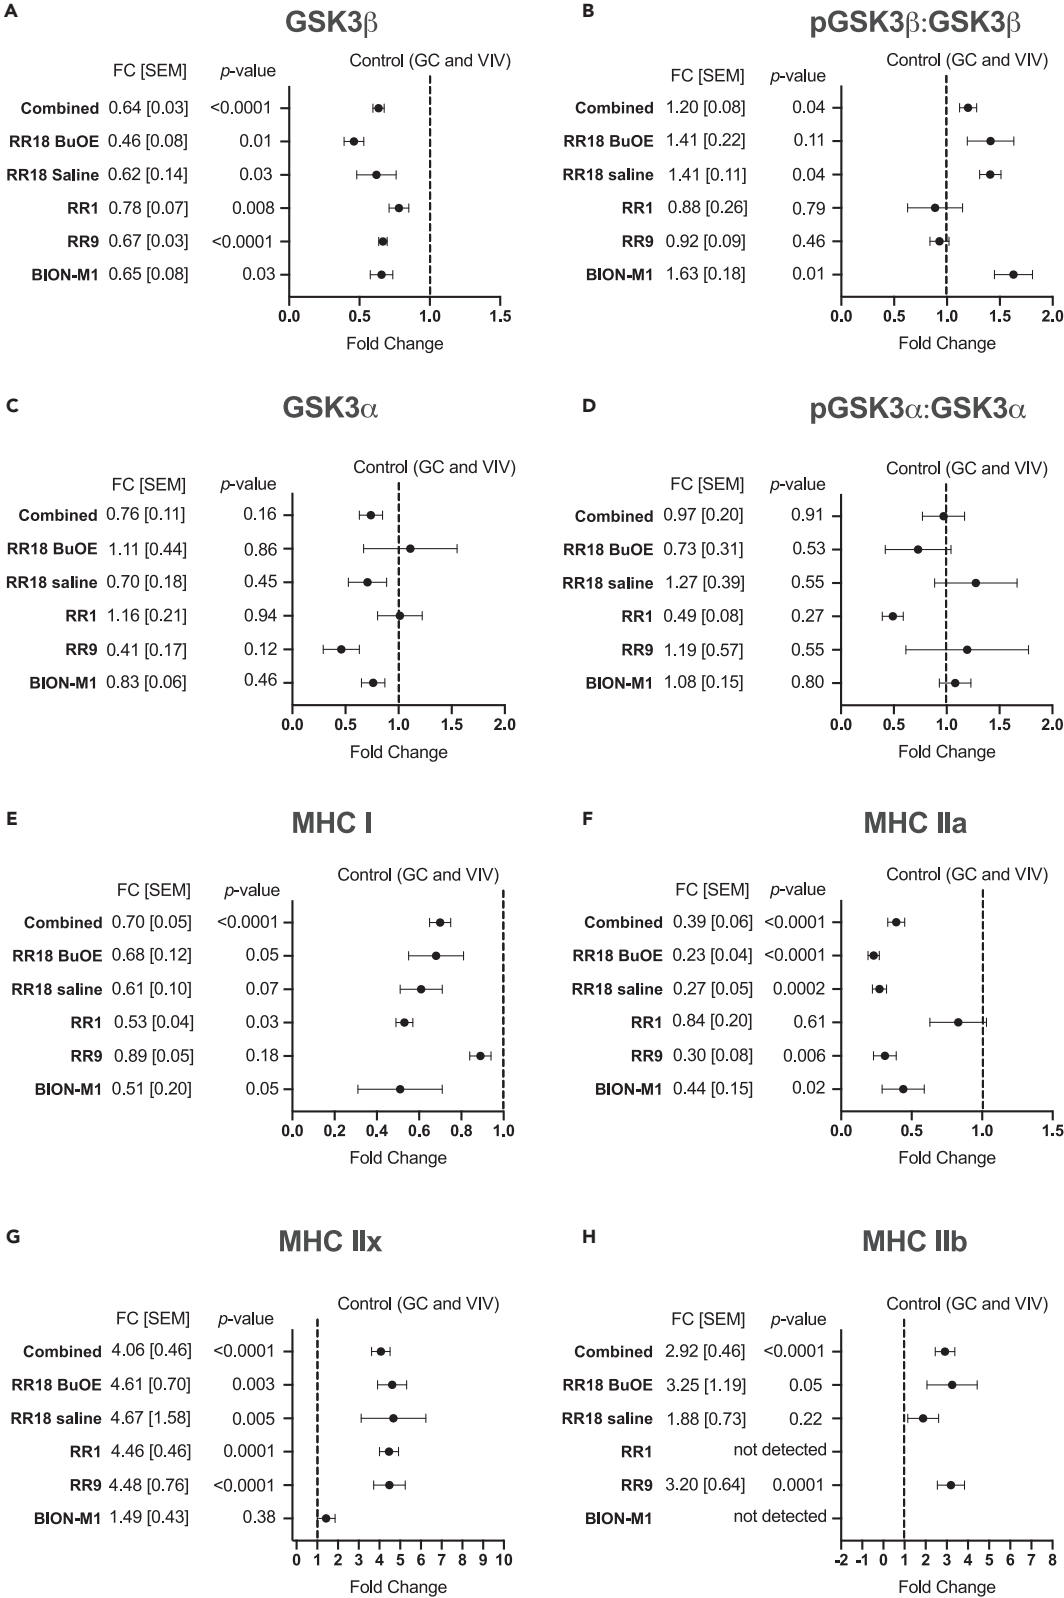 A
GSK3β
FC [SEM] p-value Control (GC and VIV)
Combined 0.64 [0.03] <0.0001
RR18 BuOE 0.46 [0.08] 0.01
RR18 Saline 0.62 [0.14] 0.03
RR1 0.78 [0.07] 0.008
RR9 0.67 [0.03] <0.0001
BION-M1 0.65 [0.08] 0.03
0.0 0.5 1.0 1.5
Fold Change
B
pGSK3β:GSK3β
FC [SEM] p-value Control (GC and VIV)
Combined 1.20 [0.08] 0.04
RR18 BuOE 1.41 [0.22] 0.11
RR18 saline 1.41 [0.11] 0.04
RR1 0.88 [0.26] 0.79
RR9 0.92 [0.09] 0.46
BION-M1 1.63 [0.18] 0.01
0.0 0.5 1.0 1.5 2.0
Fold Change
C
GSK3α
FC [SEM] p-value Control (GC and VIV)
Combined 0.76 [0.11] 0.16
RR18 BuOE 1.11 [0.44] 0.86
RR18 saline 0.70 [0.18] 0.45
RR1 1.16 [0.21] 0.94
RR9 0.41 [0.17] 0.12
BION-M1 0.83 [0.06] 0.46
0.0 0.5 1.0 1.5 2.0
Fold Change
D
pGSK3α:GSK3α
FC [SEM] p-value Control (GC and VIV)
Combined 0.97 [0.20] 0.91
RR18 BuOE 0.73 [0.31] 0.53
RR18 saline 1.27 [0.39] 0.55
RR1 0.49 [0.08] 0.27
RR9 1.19 [0.57] 0.55
BION-M1 1.08 [0.15] 0.80
0.0 0.5 1.0 1.5 2.0
Fold Change
E
MHC I
FC [SEM] p-value Control (GC and VIV)
Combined 0.70 [0.05] <0.0001
RR18 BuOE 0.68 [0.12] 0.05
RR18 saline 0.61 [0.10] 0.07
RR1 0.53 [0.04] 0.03
RR9 0.89 [0.05] 0.18
BION-M1 0.51 [0.20] 0.05
0.0 0.2 0.4 0.6 0.8 1.0
Fold Change
F
MHC IIa
FC [SEM] p-value Control (GC and VIV)
Combined 0.39 [0.06] <0.0001
RR18 BuOE 0.23 [0.04] <0.0001
RR18 saline 0.27 [0.05] 0.0002
RR1 0.84 [0.20] 0.61
RR9 0.30 [0.08] 0.006
BION-M1 0.44 [0.15] 0.02
0.0 0.5 1.0 1.5
Fold Change
G
MHC IIx
FC [SEM] p-value Control (GC and VIV)
Combined 4.06 [0.46] <0.0001
RR18 BuOE 4.61 [0.70] 0.003
RR18 saline 4.67 [1.58] 0.005
RR1 4.46 [0.46] 0.0001
RR9 4.48 [0.76] <0.0001
BION-M1 1.49 [0.43] 0.38
0 1 2 3 4 5 6 7 8 9 10
Fold Change
H
MHC IIb
FC [SEM] p-value Control (GC and VIV)
Combined 2.92 [0.46] <0.0001
RR18 BuOE 3.25 [1.19] 0.05
RR18 saline 1.88 [0.73] 0.22
RR1 not detected
RR9 3.20 [0.64] 0.0001
BION-M1 not detected
-2 -1 0 1 2 3 4 5 6 7 8
Fold Change